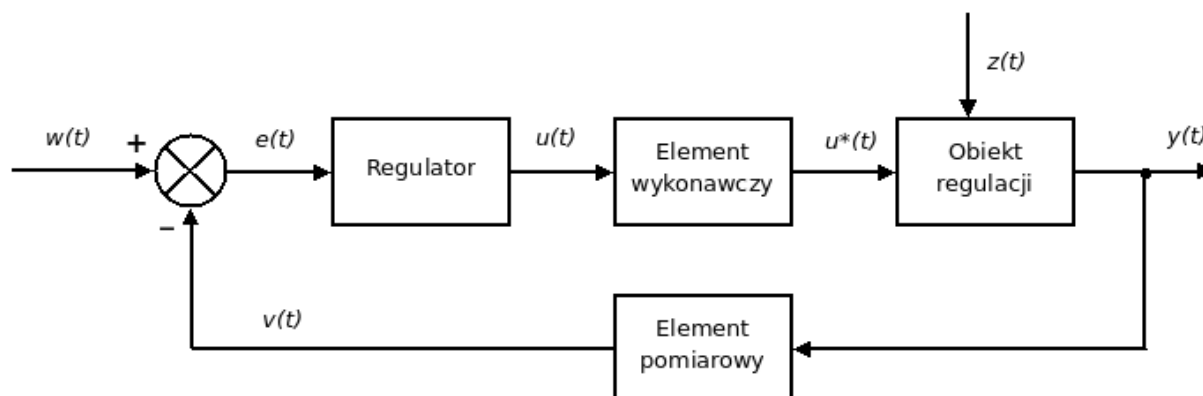 z(t)
w(t)
+
e(t)
Regulator
u(t)
Element
wykonawczy
u*(t)
Obiekt
regulacji
y(t)
−
v(t)
Element
pomiarowy